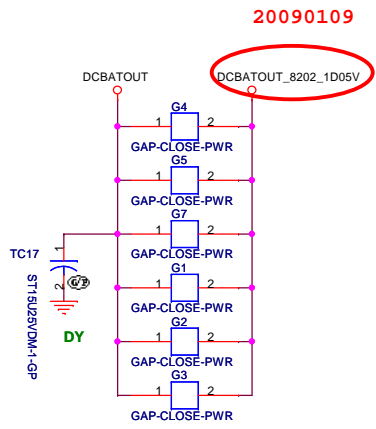 20090109
DCBATOUT
DCBATOUT_8202_1D05V
G4
1 2
GAP-CLOSE-PWR
G5
1 2
GAP-CLOSE-PWR
G7
1 2
GAP-CLOSE-PWR
TC17
1
2
ST15U25VDM-1-GP
DY
G1
1 2
GAP-CLOSE-PWR
G2
1 2
GAP-CLOSE-PWR
G3
1 2
GAP-CLOSE-PWR